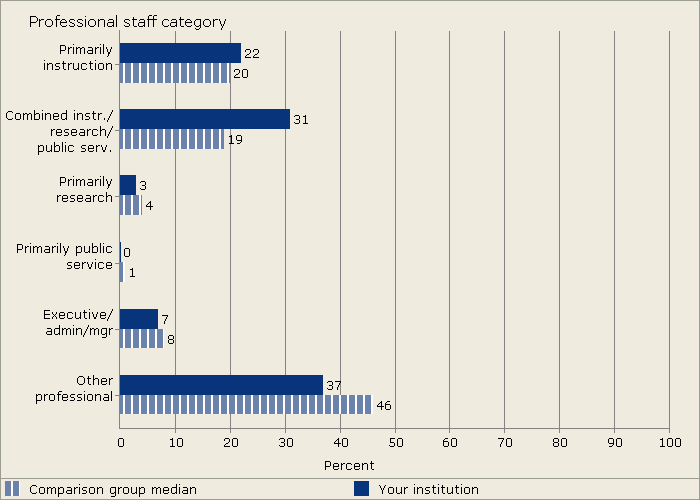 Professional staff category
Primarily
instruction
22
20
Combined instr./
research/
public serv.
31
19
Primarily
research
3
4
Primarily public
service
0
1
Executive/
admin/mgr
7
8
Other
professional
37
46
0 10 20 30 40 50 60 70 80 90 100
Percent
Comparison group median Your institution